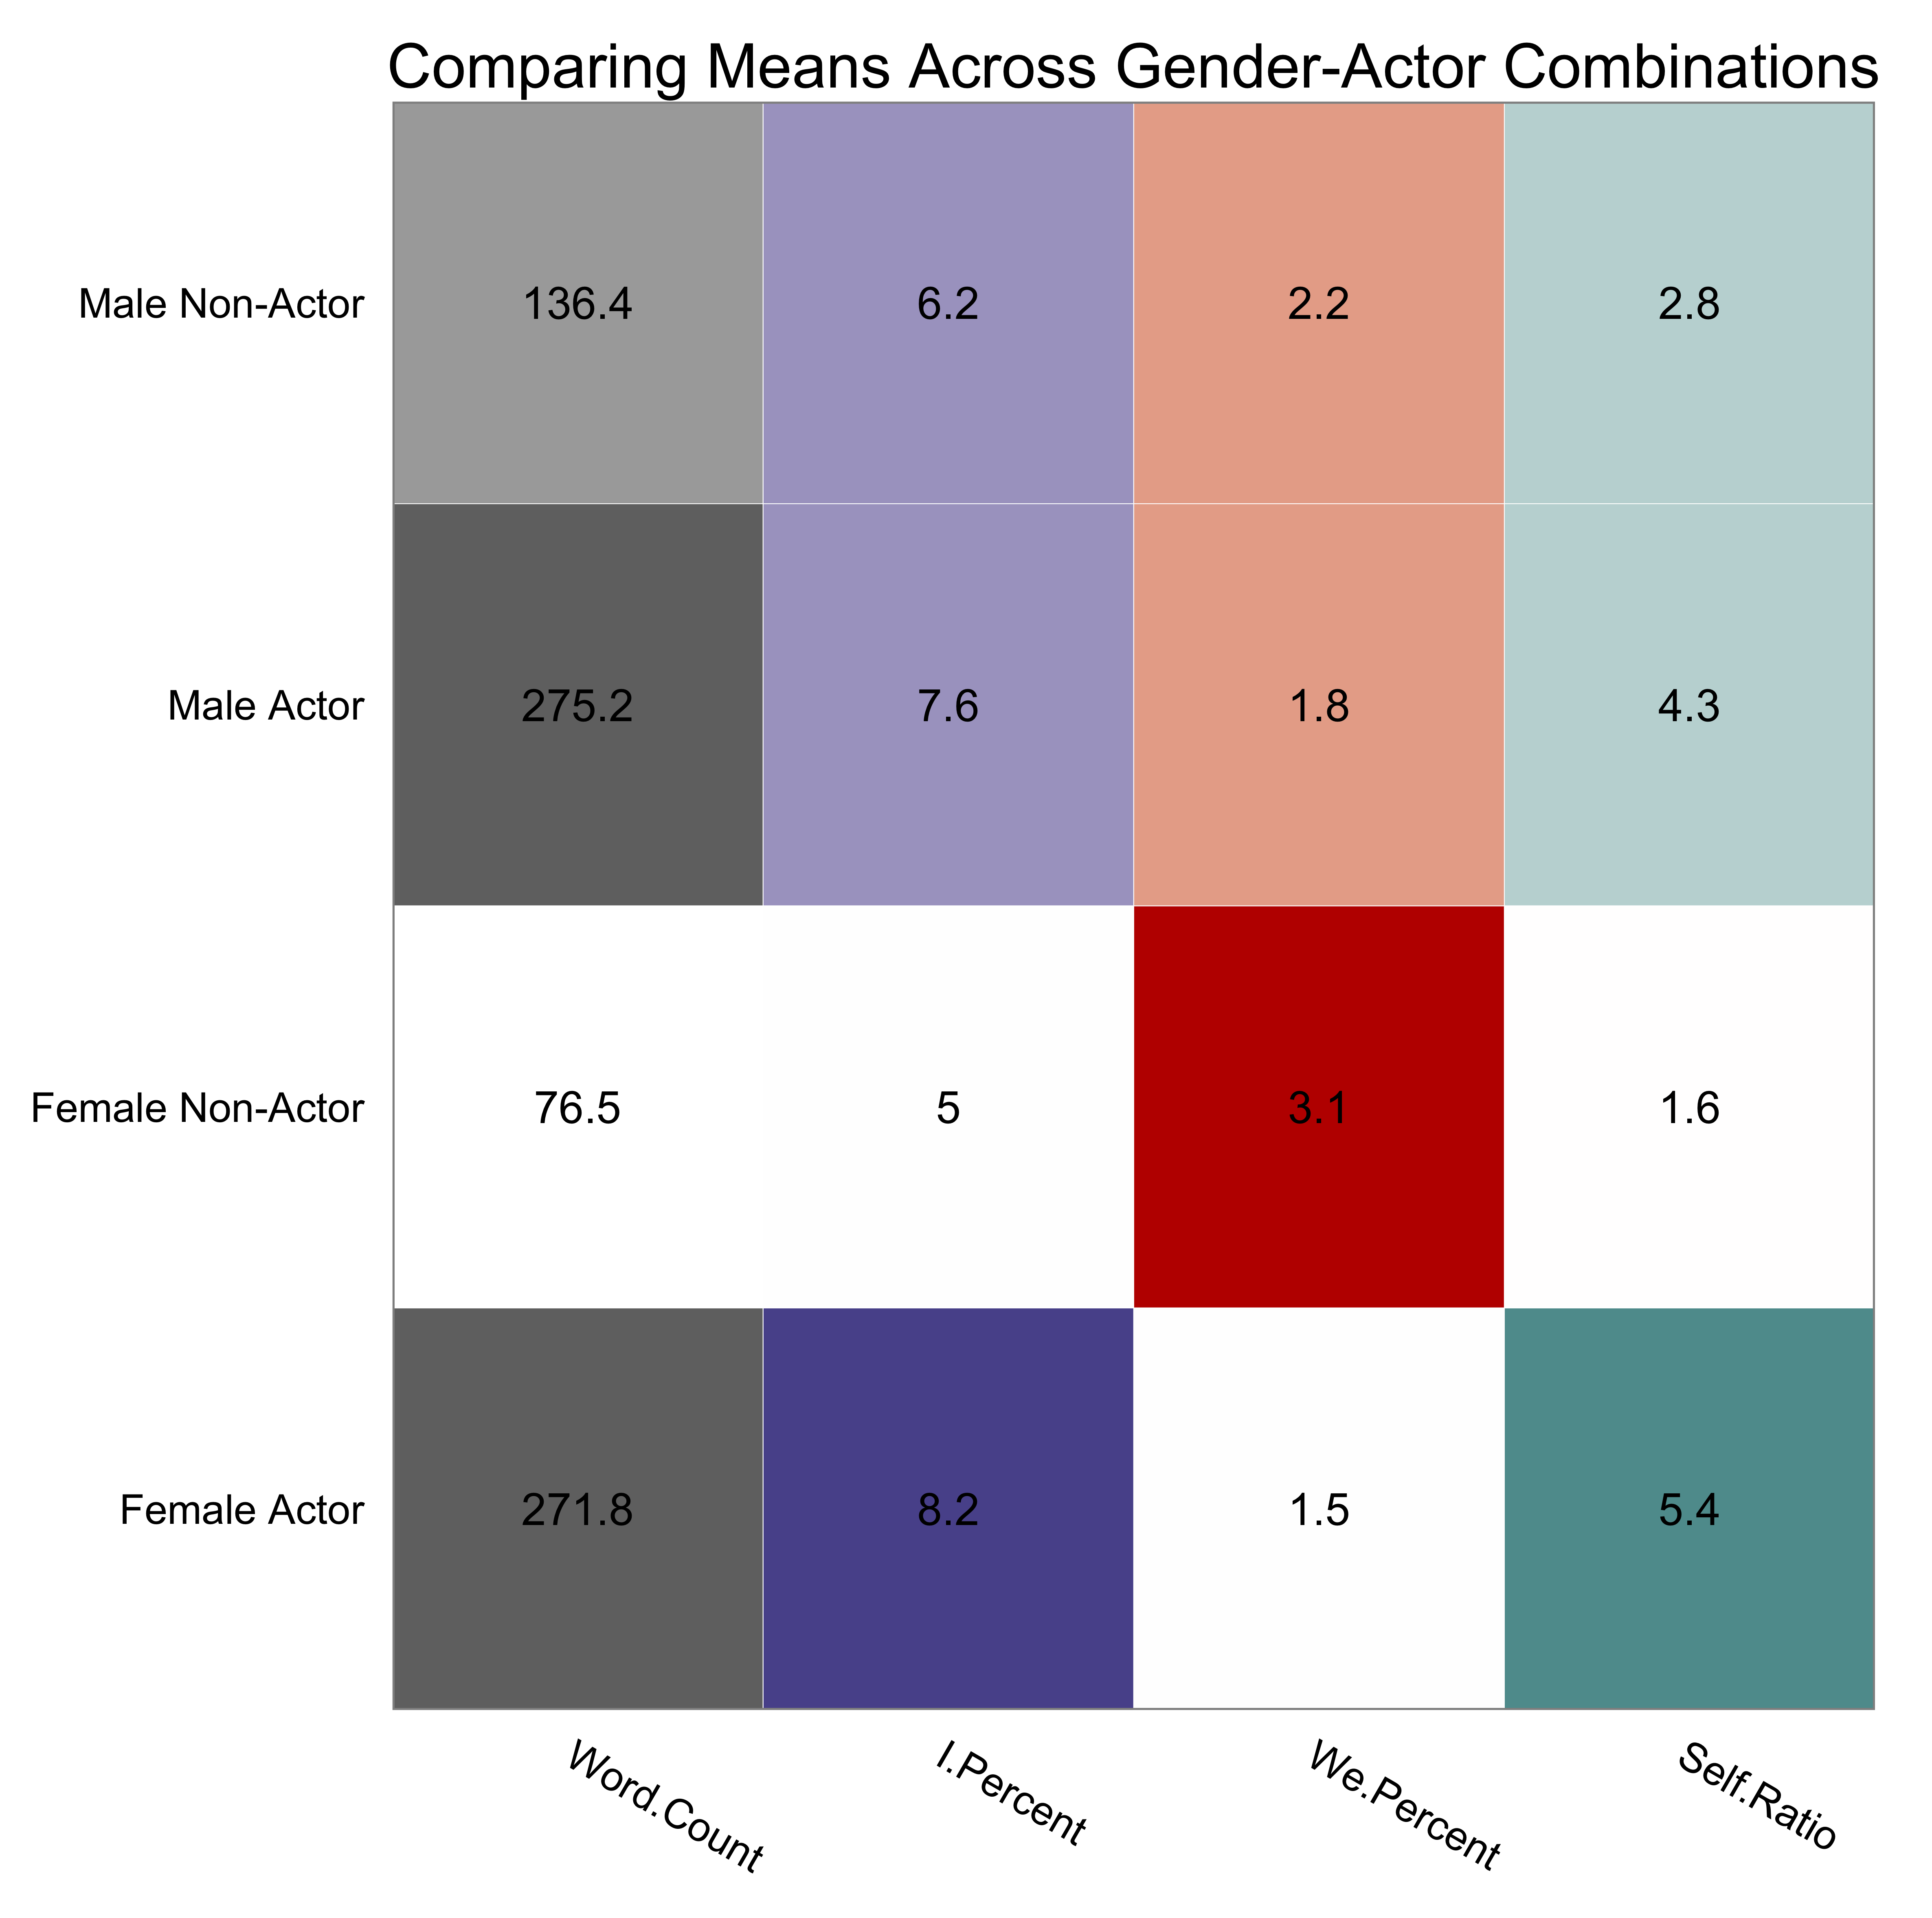 Comparing Means Across Gender-Actor Combinations
Male Non-Actor 136.4 6.2 2.2 2.8
Male Actor 275.2 7.6 1.8 4.3
Female Non-Actor 76.5 5 3.1 1.6
Female Actor 271.8 8.2 1.5 5.4
Word.Count I.Percent We.Percent Self.Ratio